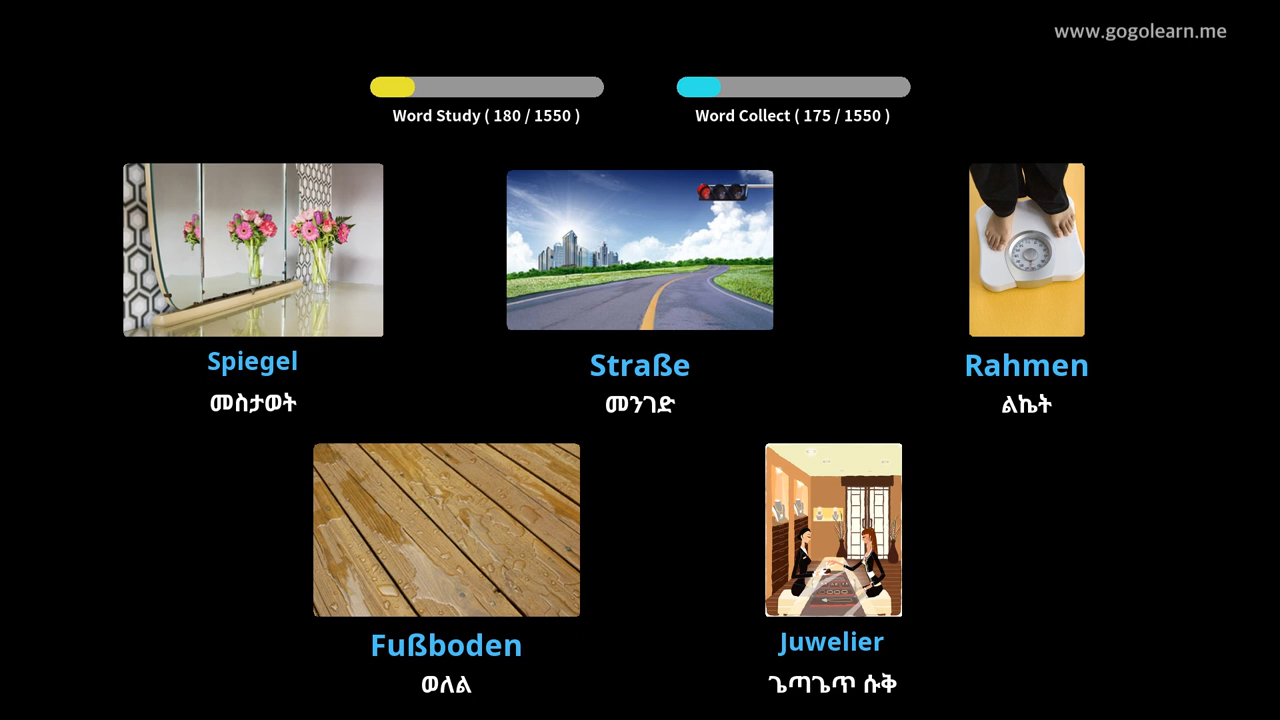 www.gogolearn.me
Word Study ( 180 / 1550 )
Word Collect ( 175 / 1550 )
Spiegel
መስታወት
Straße
መንገድ
Rahmen
ልኬት
Fußboden
ወለል
Juwelier
ጌጣጌጥ ሱቅ